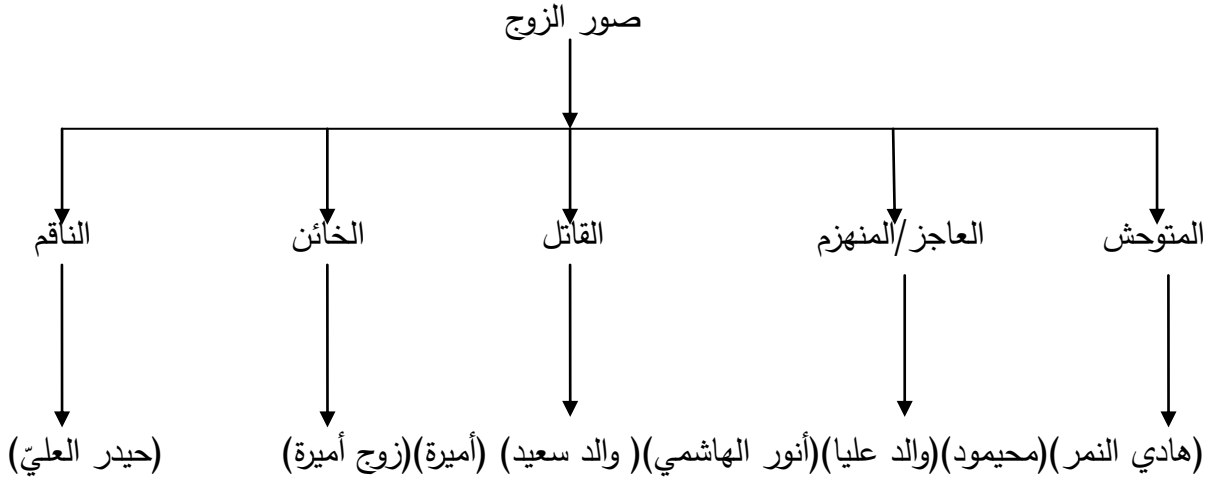 صور الزوج
المتوحش العاجز/المنهزم القاتل الخائن الناقم
(هادي النمر)(محيمود)(والد عليا)(أنور الهاشمي)( والد سعيد) (أميرة)(زوج أميرة) (حيدر العليّ)